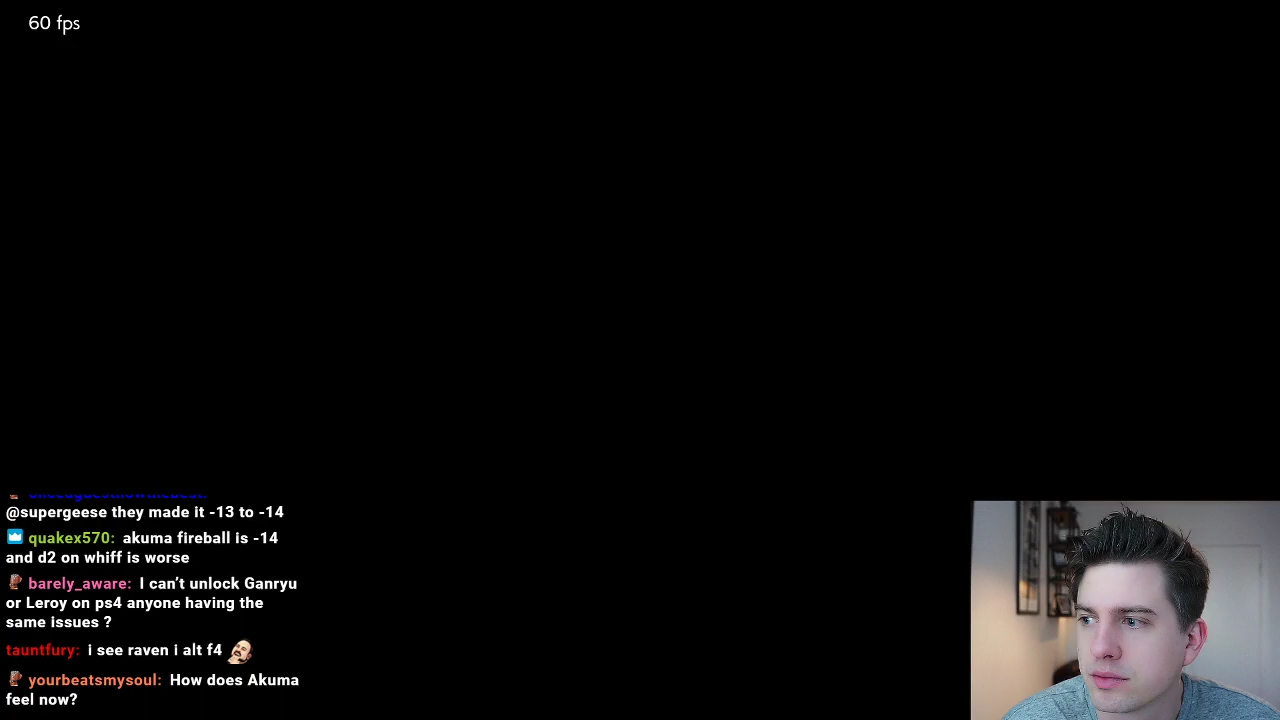 60 fps
@supergeese they made it -13 to -14
quakex570: akuma fireball is -14
and d2 on whiff is worse
barely_aware: I can’t unlock Ganryu
or Leroy on ps4 anyone having the
same issues ?
tauntfury: i see raven i alt f4
yourbeatsmysoul: How does Akuma
feel now?